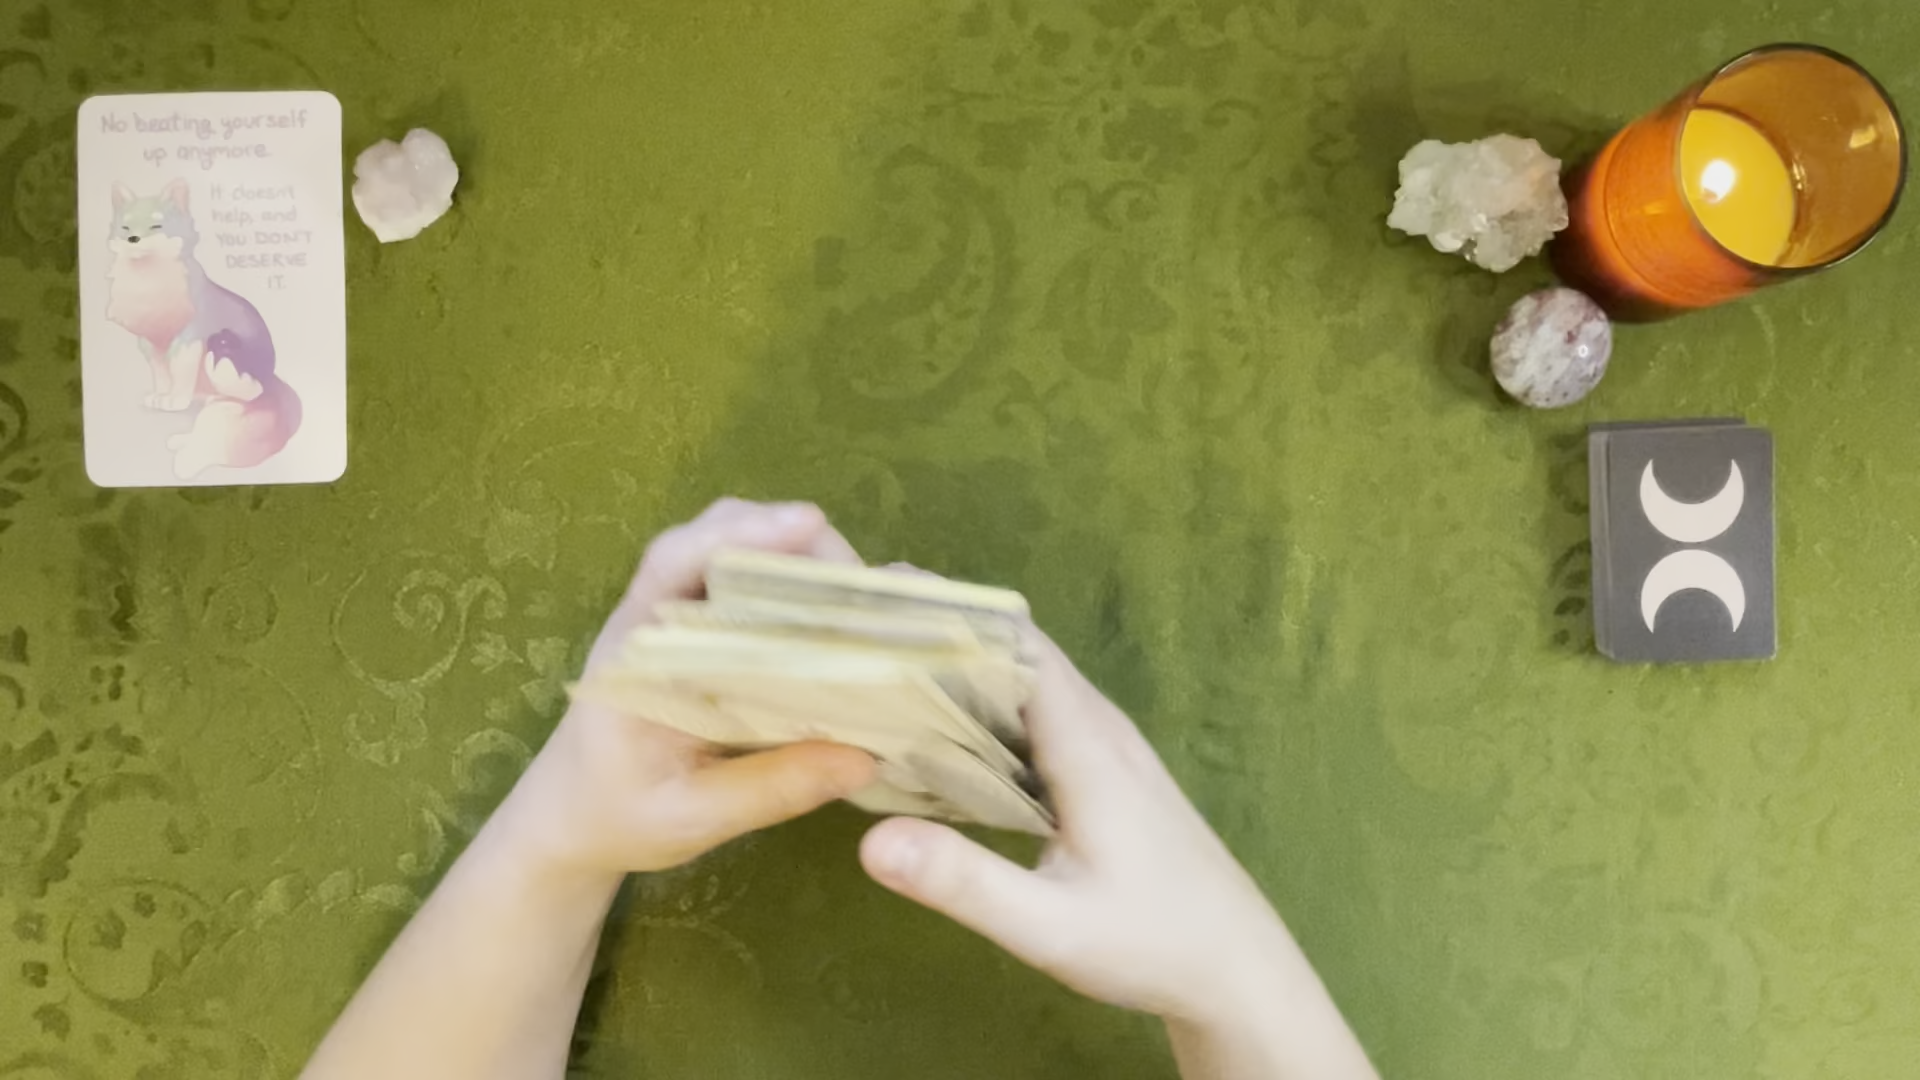 No beating yourself
up anymore.
It doesn't
help, and
YOU DON'T
DESERVE
IT.